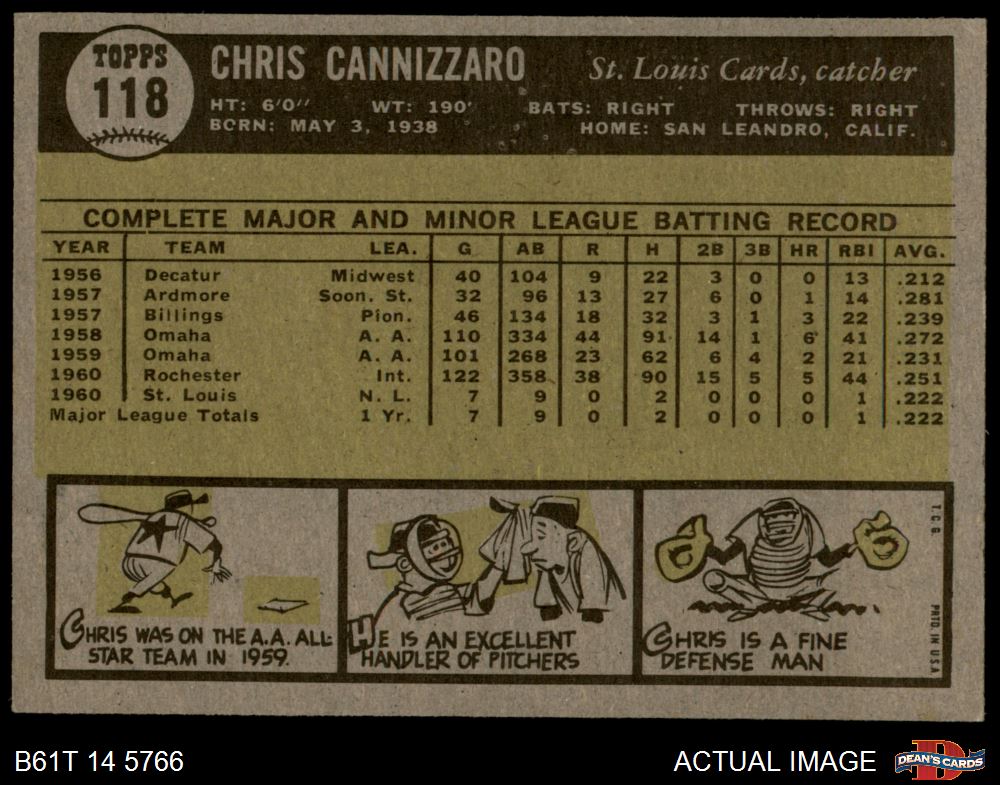 TOPPS
118
CHRIS CANNIZZARO St. Louis Cards, catcher
HT: 6'0" WT: 190 BATS: RIGHT THROWS: RIGHT
BORN: MAY 3, 1938 HOME: SAN LEANDRO, CALIF.
COMPLETE MAJOR AND MINOR LEAGUE BATTING RECORD
YEAR TEAM LEA. G AB R H 2B 3B HR RBI AVG.
1956 Decatur Midwest 40 104 9 22 3 0 0 13 .212
1957 Ardmore Soon. St. 32 96 13 27 6 0 1 14 .281
1957 Billings Pion. 46 134 18 32 3 1 3 22 .239
1958 Omaha A. A. 110 334 44 91 14 1 6 41 .272
1959 Omaha A. A. 101 268 23 62 6 4 2 21 .231
1960 Rochester Int. 122 358 38 90 15 5 5 44 .251
1960 St. Louis N. L. 7 9 0 2 0 0 0 1 .222
Major League Totals 1 Yr. 7 9 0 2 0 0 0 1 .222
CHRIS WAS ON THE A.A. ALL-
STAR TEAM IN 1959.
HE IS AN EXCELLENT
HANDLER OF PITCHERS
CHRIS IS A FINE
DEFENSE MAN
T.C.G. PRTD. IN U.S.A.
B61T 14 5766
ACTUAL IMAGE
DEAN'S CARDS